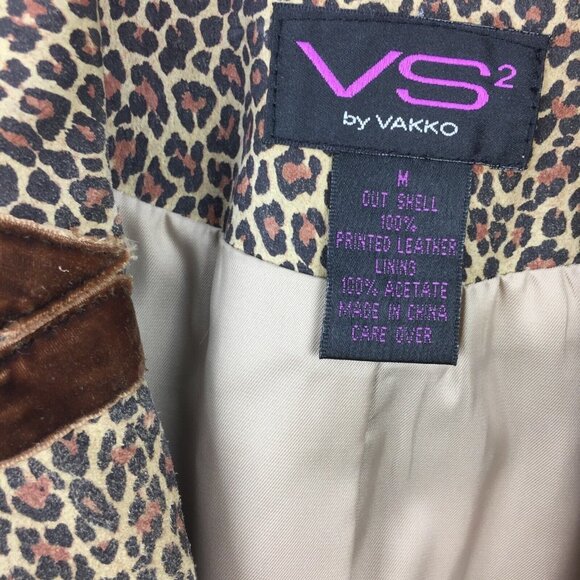 VS2
by VAKKO
M
OUT SHELL
100%
PRINTED LEATHER
LINING
100% ACETATE
MADE IN CHINA
CARE OVER